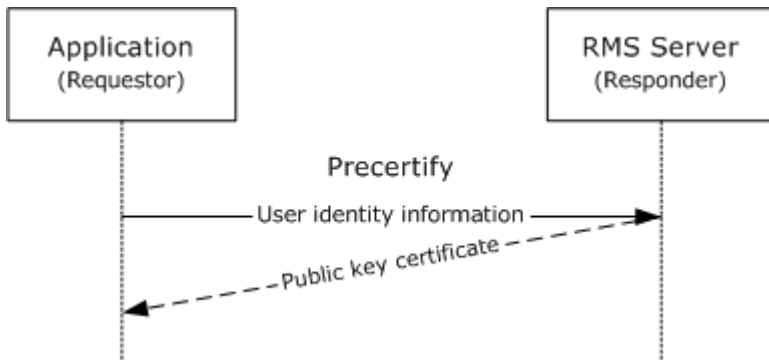 Application
(Requestor)
RMS Server
(Responder)
Precertify
User identity information
Public key certificate